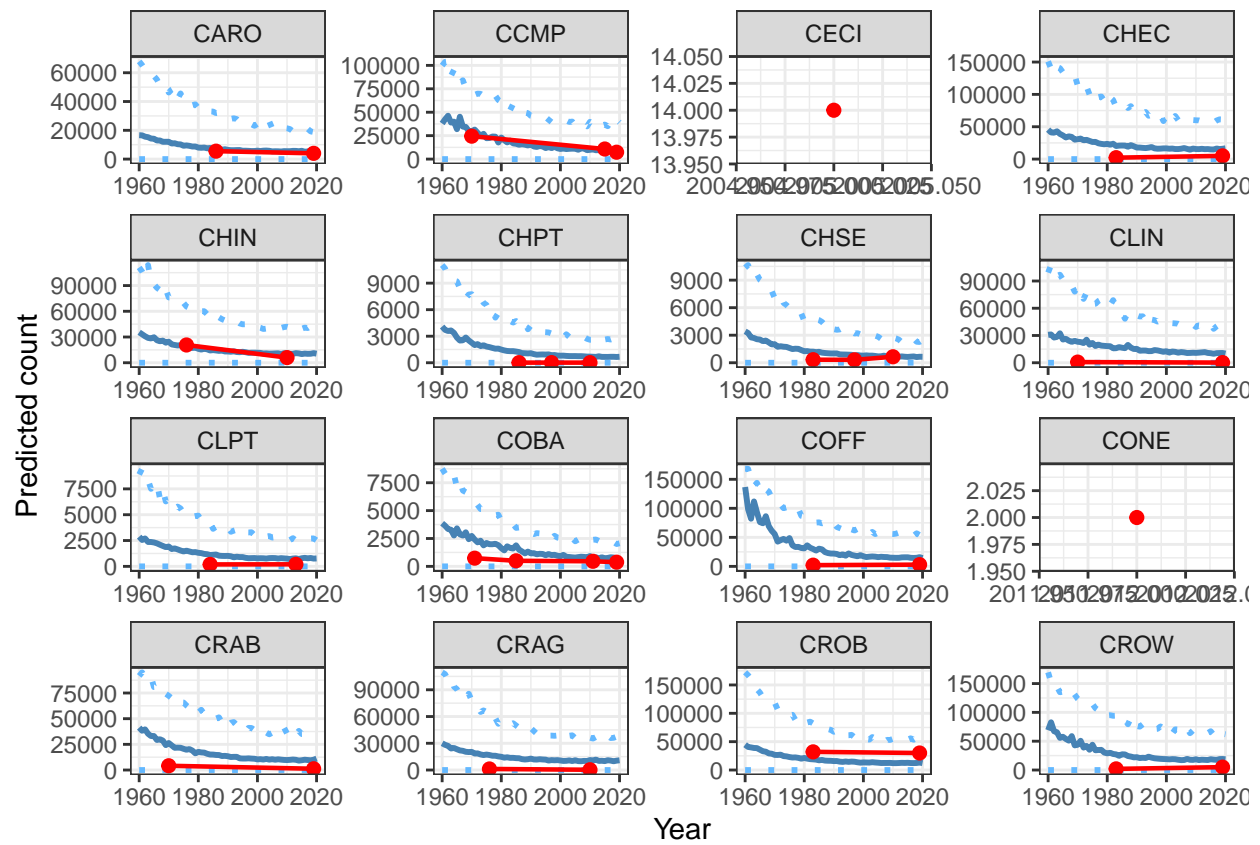 Predicted count
CARO
60000
40000
20000
0
1960 1980 2000 2020
CCMP
100000
75000
50000
25000
0
1960 1980 2000 2020
CECI
14.050
14.025
14.000
13.975
13.950
CHEC
150000
100000
50000
0
1960 1980 2000 2020
CHIN
90000
60000
30000
0
1960 1980 2000 2020
CHPT
9000
6000
3000
0
1960 1980 2000 2020
CHSE
9000
6000
3000
0
1960 1980 2000 2020
CLIN
90000
60000
30000
0
1960 1980 2000 2020
CLPT
7500
5000
2500
0
1960 1980 2000 2020
COBA
7500
5000
2500
0
1960 1980 2000 2020
COFF
150000
100000
50000
0
1960 1980 2000 2020
CONE
2.025
2.000
1.975
1.950
CRAB
75000
50000
25000
0
1960 1980 2000 2020
CRAG
90000
60000
30000
0
1960 1980 2000 2020
CROB
150000
100000
50000
0
1960 1980 2000 2020
CROW
150000
100000
50000
0
1960 1980 2000 2020
Year